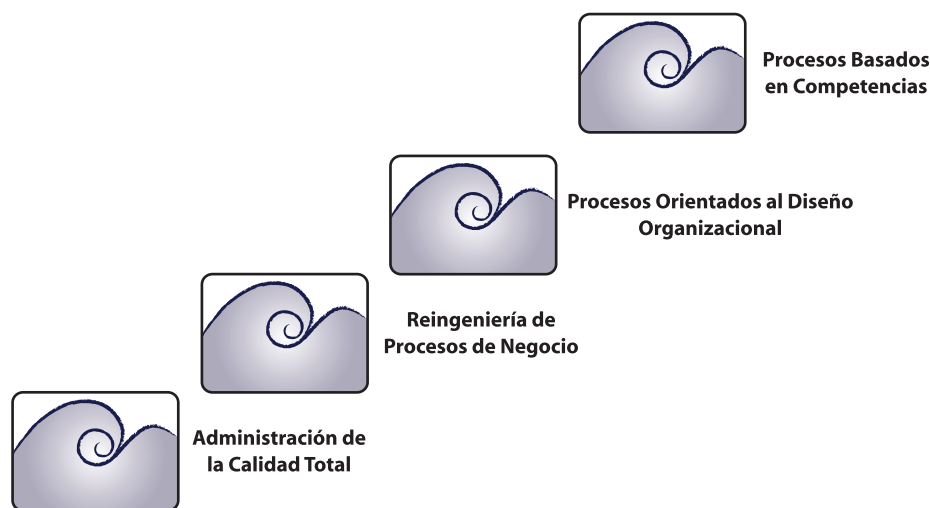 Procesos Basados
en Competencias
Procesos Orientados al Diseño
Organizacional
Reingeniería de
Procesos de Negocio
Administración de
la Calidad Total